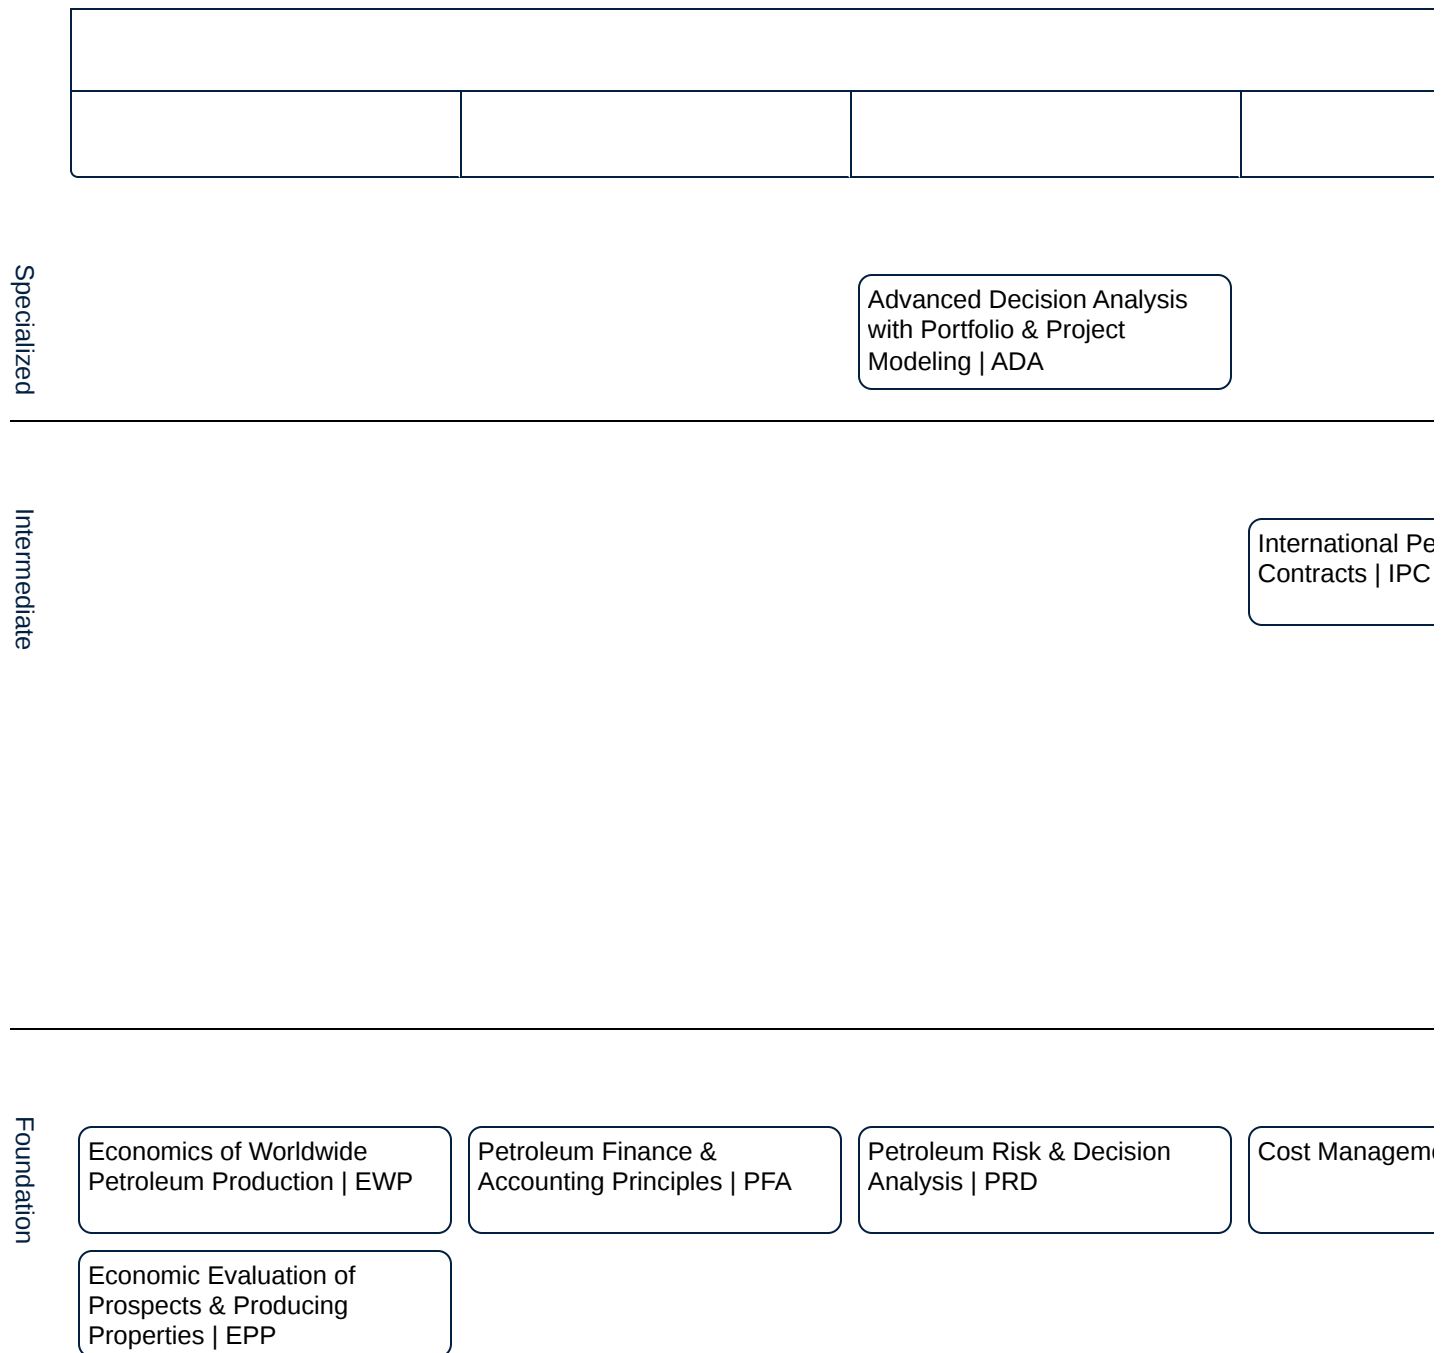 Specialized
Advanced Decision Analysis
with Portfolio & Project
Modeling | ADA
Intermediate
International
Contracts | IPC
Foundation
Economics of Worldwide
Petroleum Production | EWP
Petroleum Finance &
Accounting Principles | PFA
Petroleum Risk & Decision
Analysis | PRD
Cost
Economic Evaluation of
Prospects & Producing
Properties | EPP